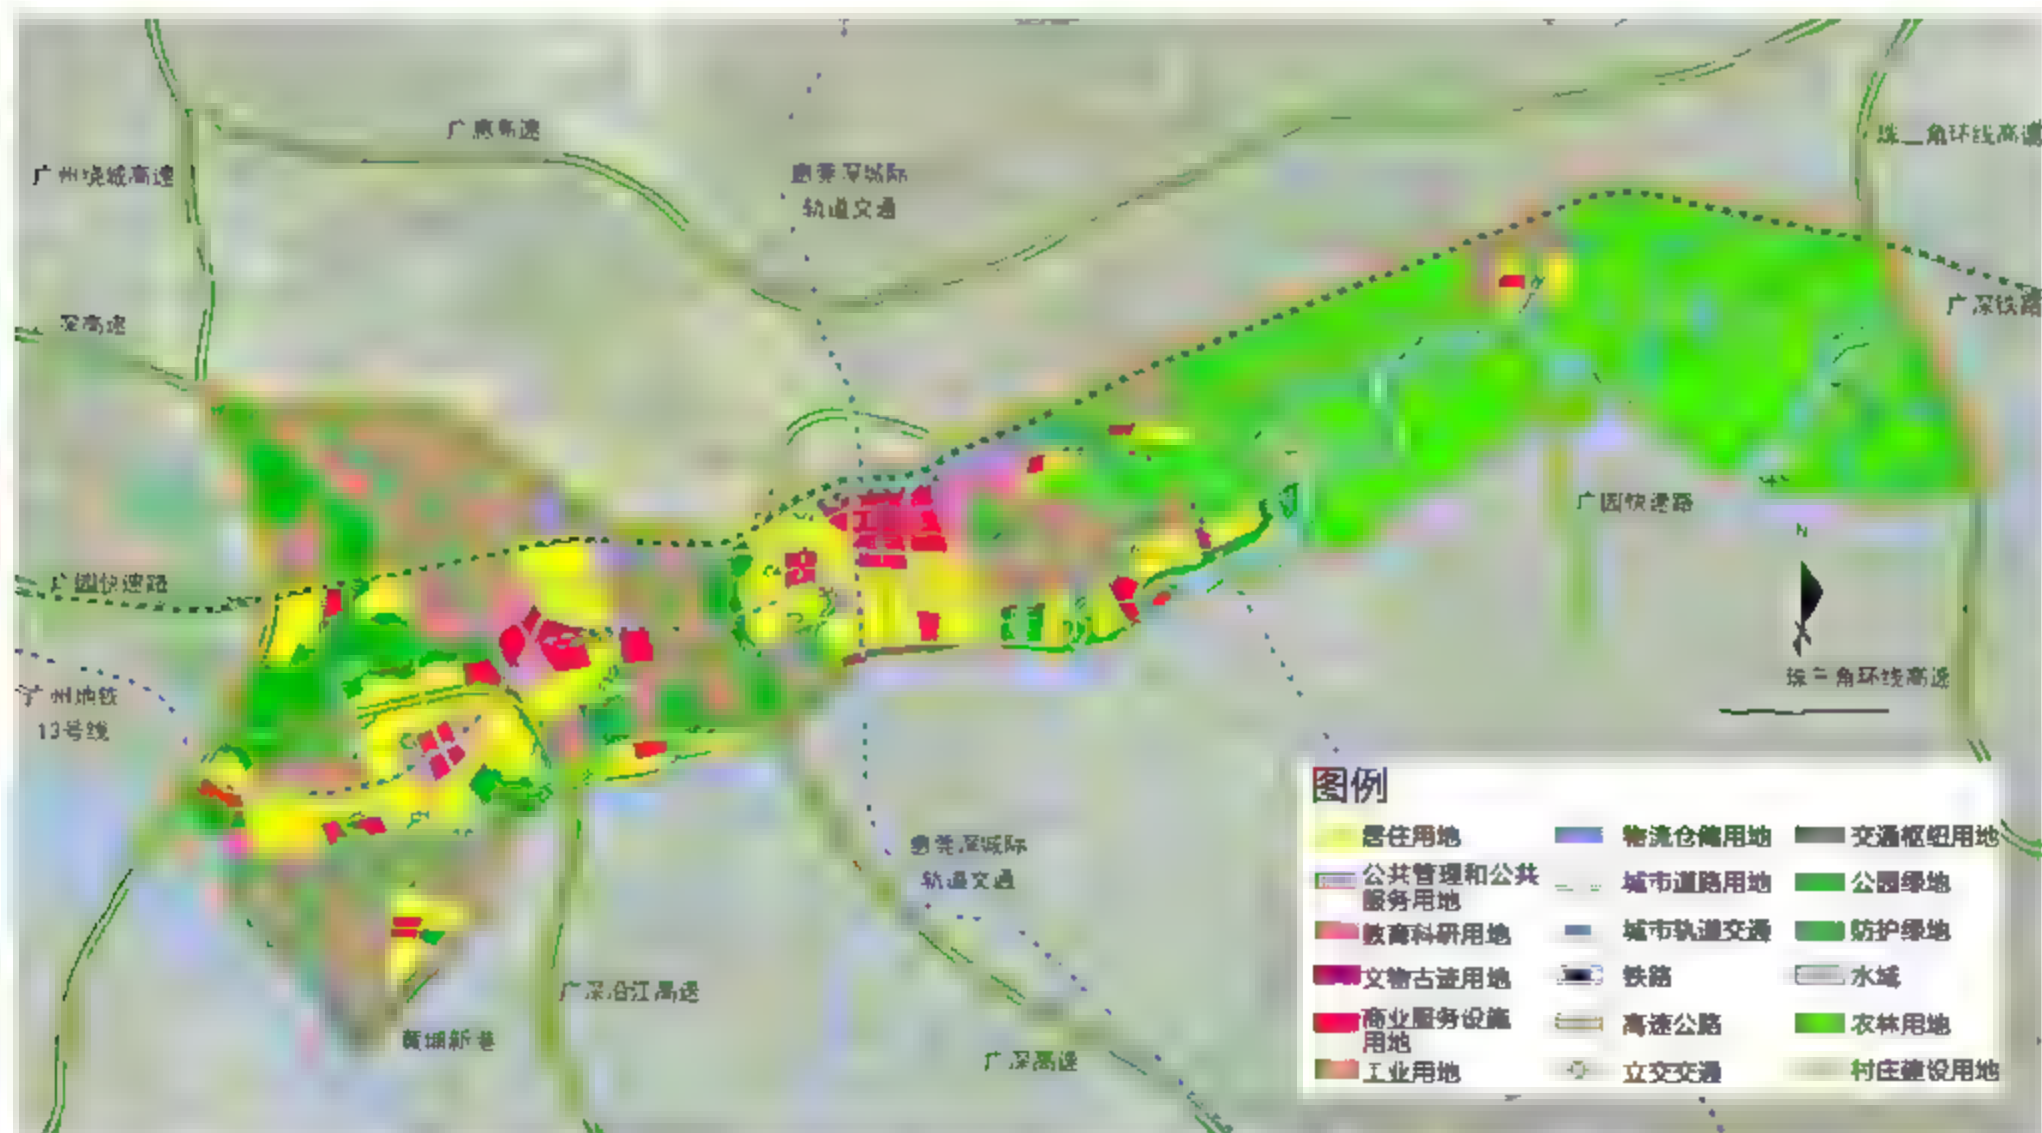 广惠高速
珠三角环线高速
广州绕城高速
惠莞深城际
轨道交通
广深铁路
深高速
广园快速路
广园快速路
N
广州地铁
13号线
珠三角环线高速
惠莞深城际
轨道交通
广深沿江高速
黄埔新港
广深高速
图例
居住用地
物流仓储用地
交通枢纽用地
公共管理和公共
服务用地
城市道路用地
公园绿地
教育科研用地
城市轨道交通
防护绿地
文物古迹用地
铁路
水域
商业服务设施
用地
高速公路
农林用地
工业用地
立交交通
村庄建设用地